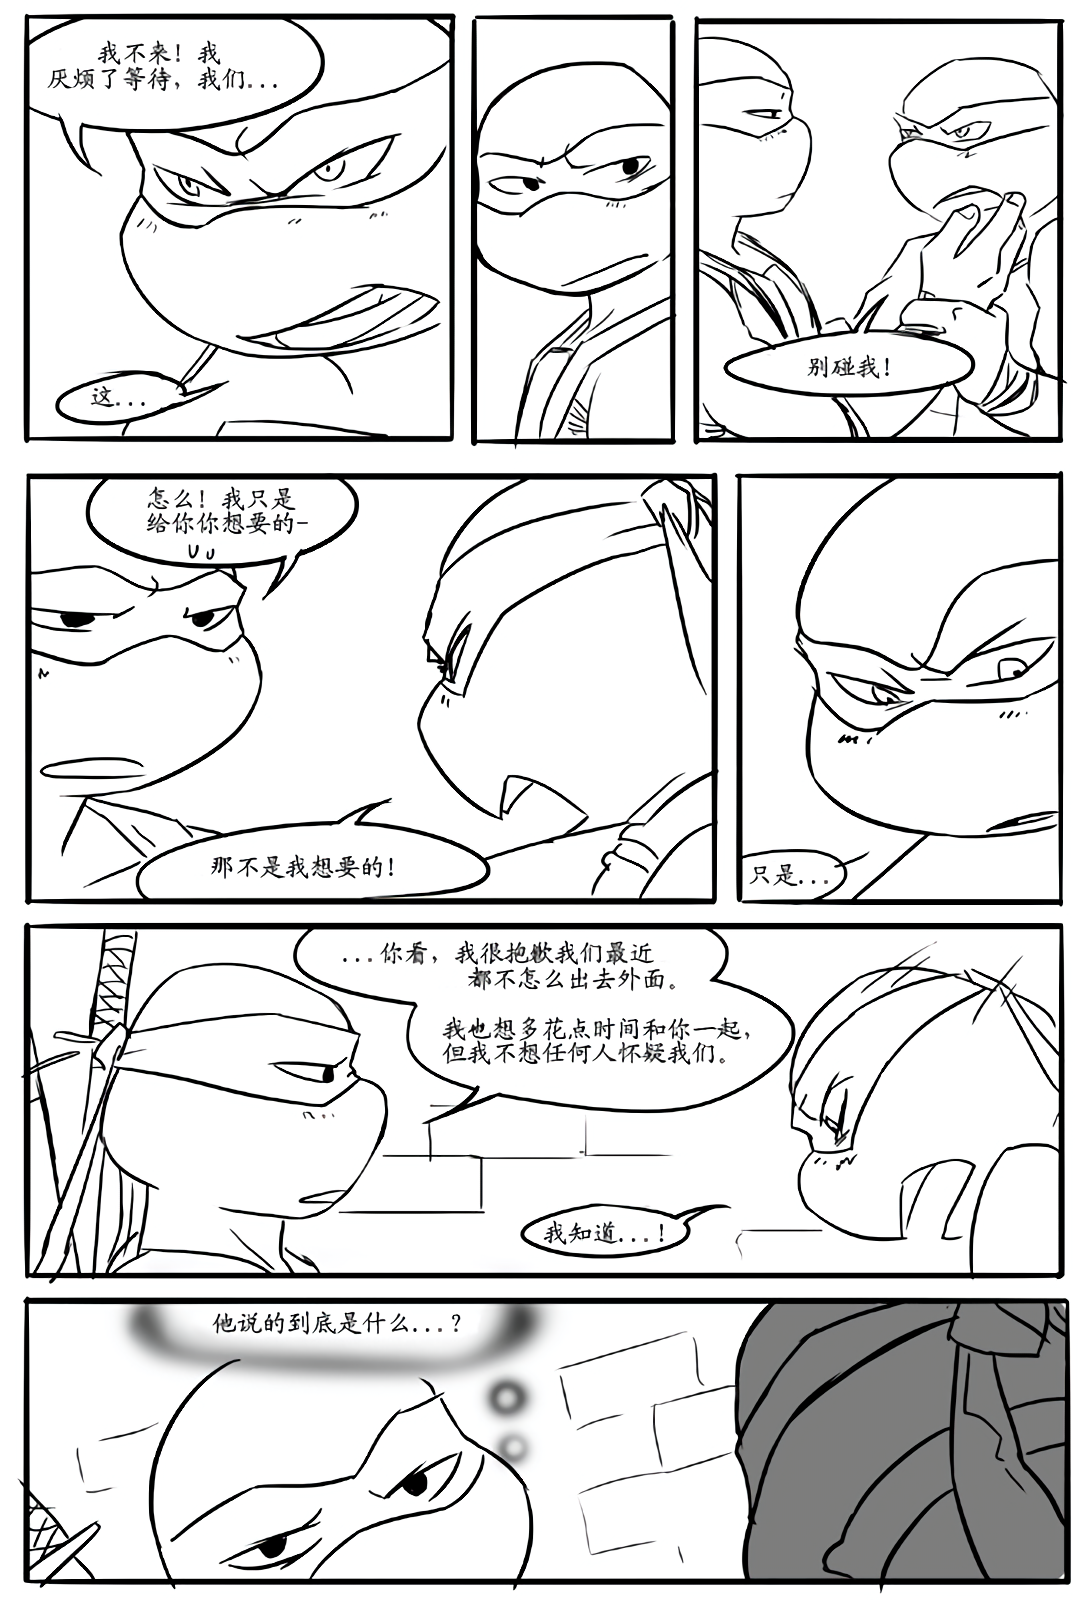 我不来！我
厌烦了等待，我们...
这...
别碰我！
怎么！我只是
给你你想要的-
那不是我想要的！
只是...
...你看，我很抱歉我们最近
都不怎么出去外面。
我也想多花点时间和你一起，
但我不想任何人怀疑我们。
我知道...！
他说的到底是什么...？